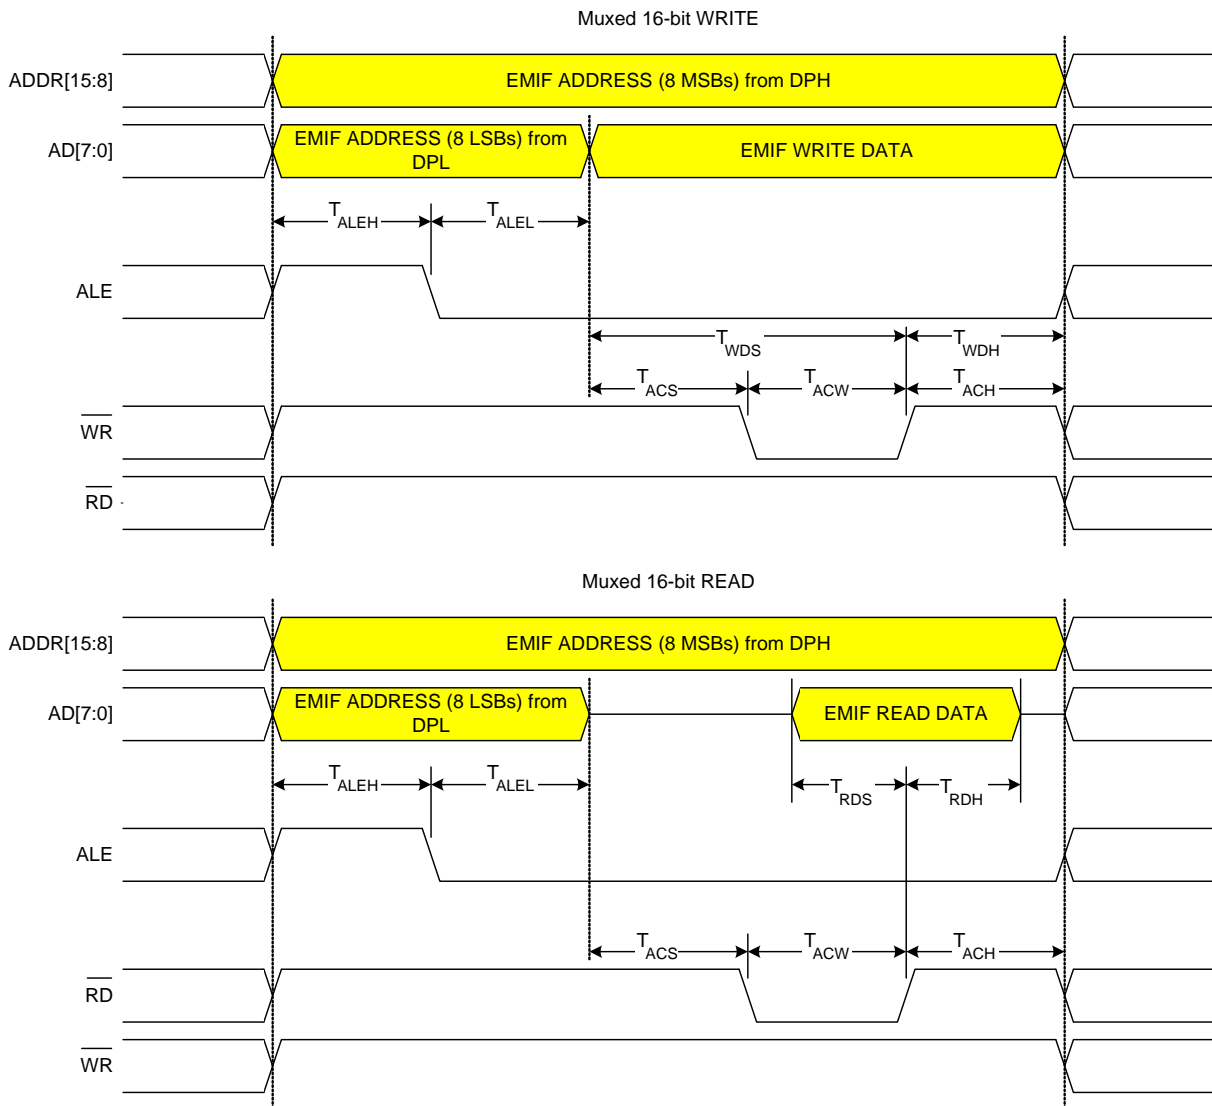 Muxed 16-bit WRITE
ADDR[15:8]
EMIF ADDRESS (8 MSBs) from DPH
AD[7:0]
EMIF ADDRESS (8 LSBs) from
DPL
EMIF WRITE DATA
TALEH
TALEL
ALE
TWDS
TWDH
TACS
TACW
TACH
WR
RD
Muxed 16-bit READ
ADDR[15:8]
EMIF ADDRESS (8 MSBs) from DPH
AD[7:0]
EMIF ADDRESS (8 LSBs) from
DPL
EMIF READ DATA
TALEH
TALEL
TRDS
TRDH
ALE
TACS
TACW
TACH
RD
WR